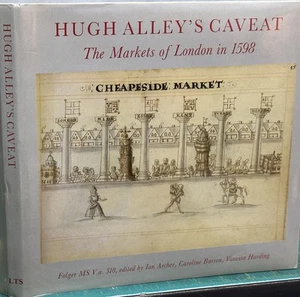 HUGH ALLEY'S CAVEAT
The Markets of London in 1598
CHEAPESIDE MARKET
Folger MS V.a. 318, edited by Ian Archer, Caroline Barron, Vanessa Harding
HUGH ALLEY'S CAVEAT
LTS